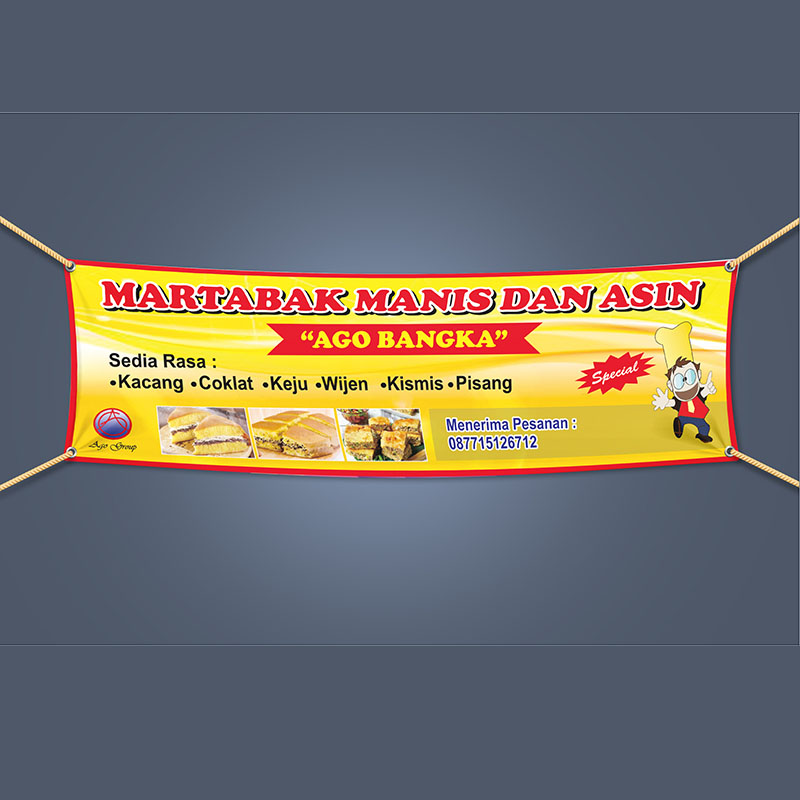 MARTABAK MANIS DAN ASIN
"AGO BANGKA"
Sedia Rasa :
•Kacang •Coklat •Keju •Wijen •Kismis •Pisang
Special
Menerima Pesanan :
087715126712
Ago Group